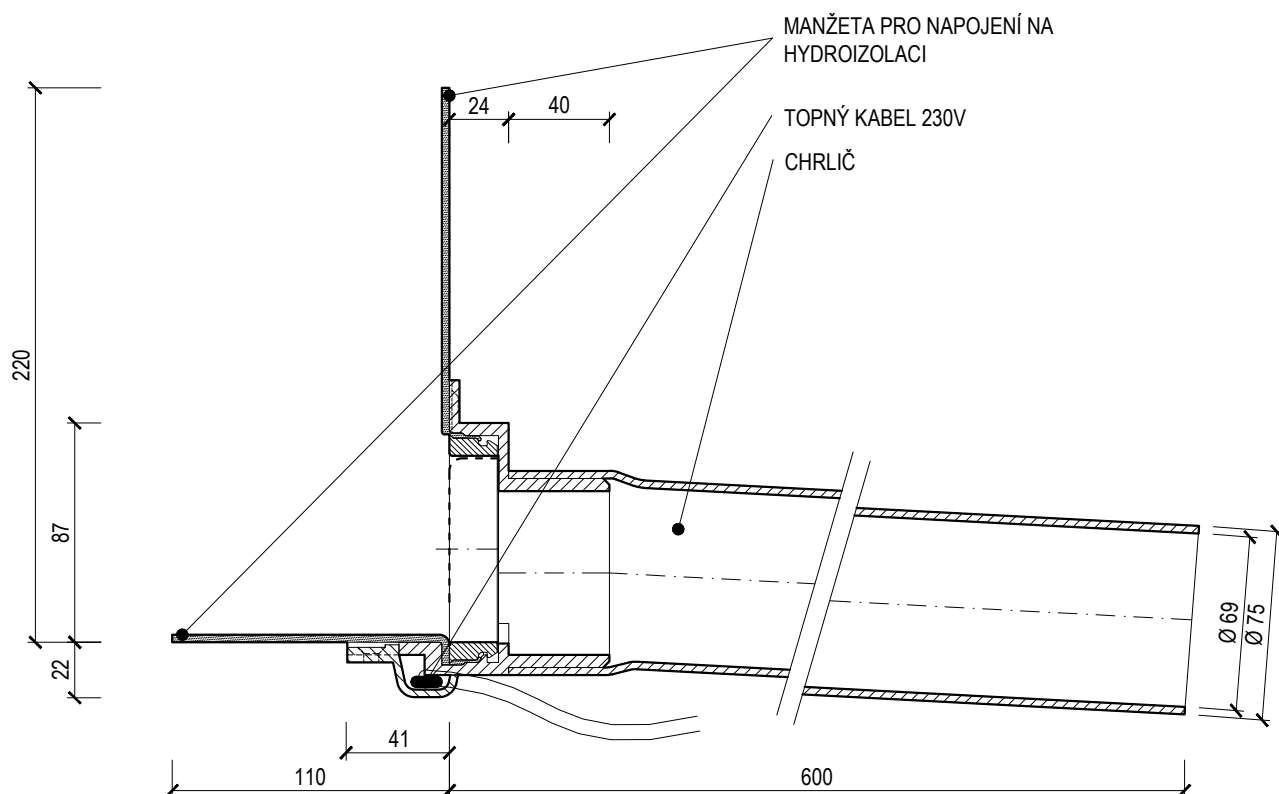 MANŽETA PRO NAPOJENÍ NA
HYDROIZOLACI
24
40
TOPNÝ KABEL 230V
CHRLIČ
220
87
22
Ø 69
Ø 75
41
110
600